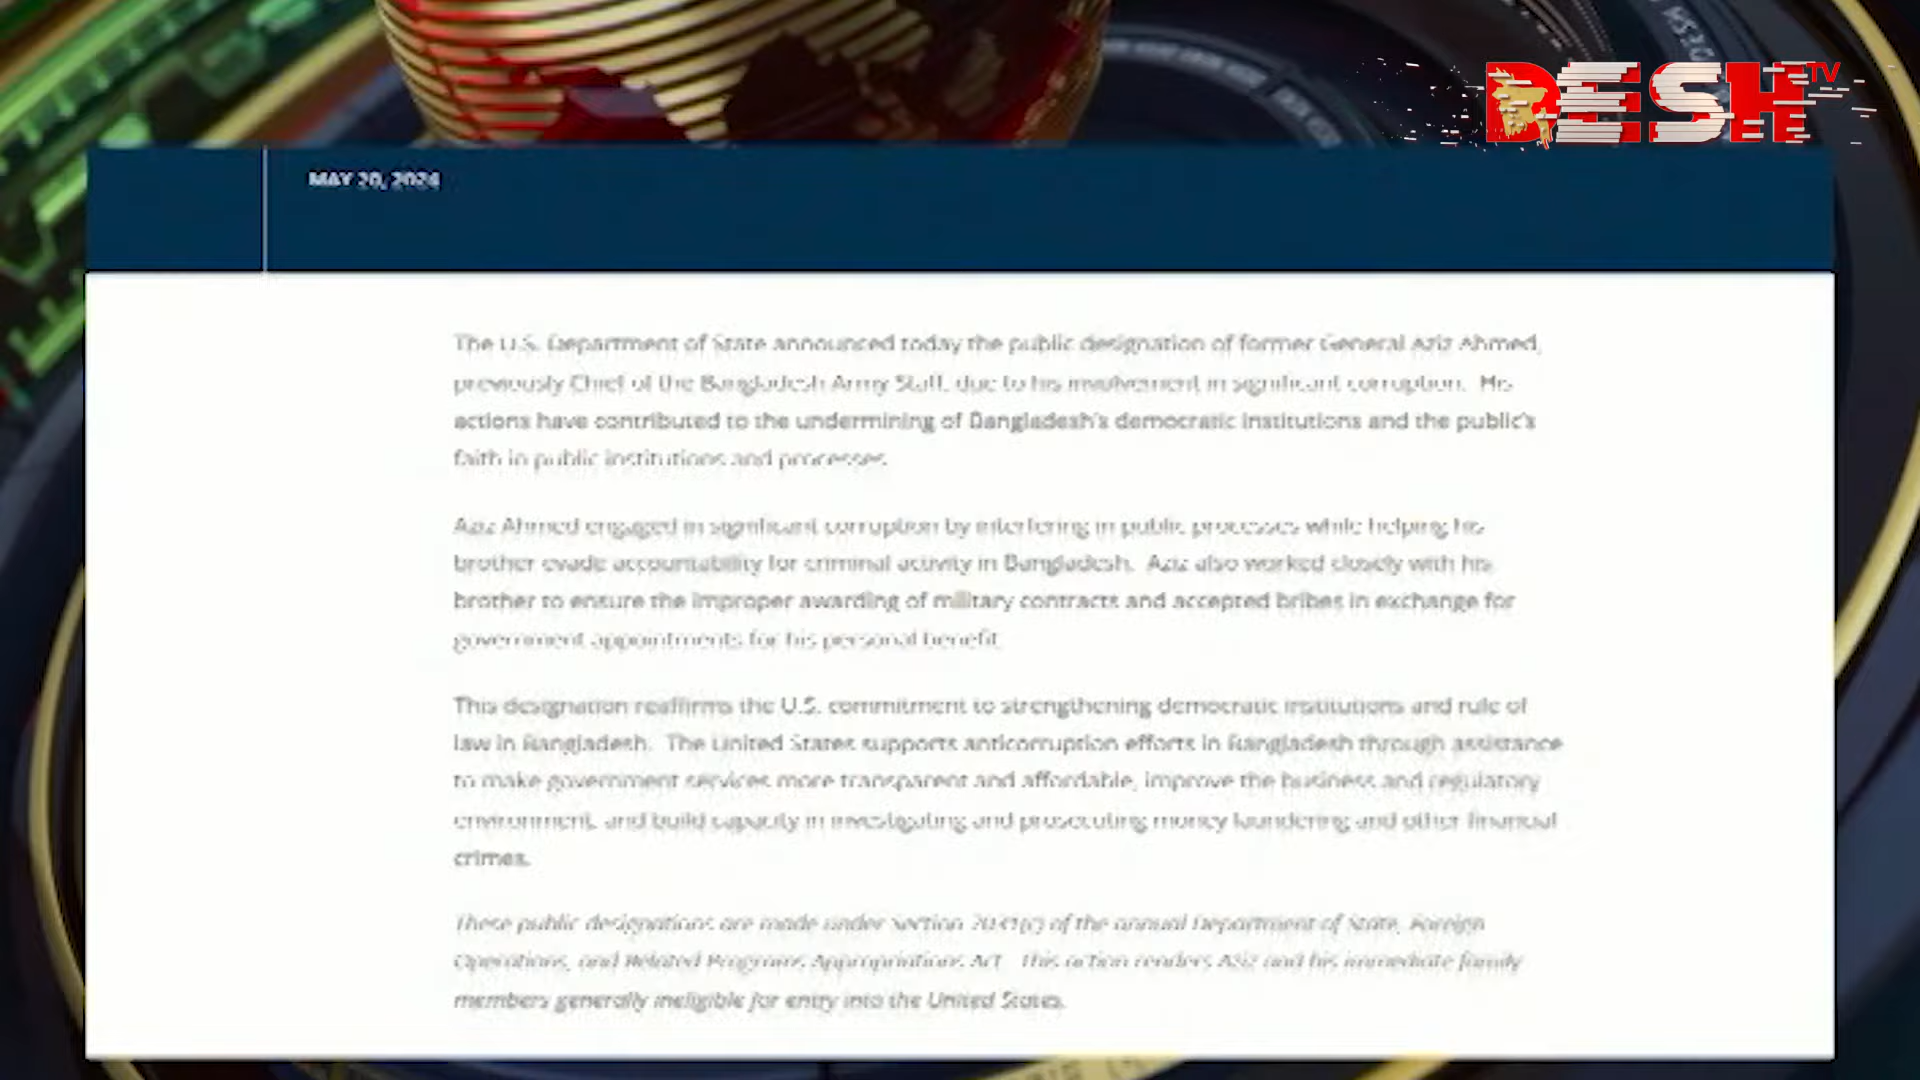 DESH TV
MAY 20, 2024
The U.S. Department of State announced today the public designation of former General Aziz Ahmed,
previously Chief of the Bangladesh Army Staff, due to his involvement in significant corruption. His
actions have contributed to the undermining of Bangladesh's democratic institutions and the public's
faith in public institutions and processes.
Aziz Ahmed engaged in significant corruption by interfering in public processes while helping his
brother evade accountability for criminal activity in Bangladesh. Aziz also worked closely with his
brother to ensure the improper awarding of military contracts and accepted bribes in exchange for
government appointments for his personal benefit.
This designation reaffirms the U.S. commitment to strengthening democratic institutions and rule of
law in Bangladesh. The United States supports anticorruption efforts in Bangladesh through assistance
to make government services more transparent and affordable, improve the business and regulatory
environment, and build capacity in investigating and prosecuting money laundering and other financial
crimes.
These public designations are made under Section 7031(c) of the annual Department of State, Foreign
Operations, and Related Programs Appropriations Act. This action renders Aziz and his immediate family
members generally ineligible for entry into the United States.